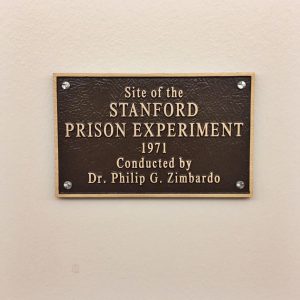 Site of the
STANFORD
PRISON EXPERIMENT
1971
Conducted by
Dr. Philip G. Zimbardo